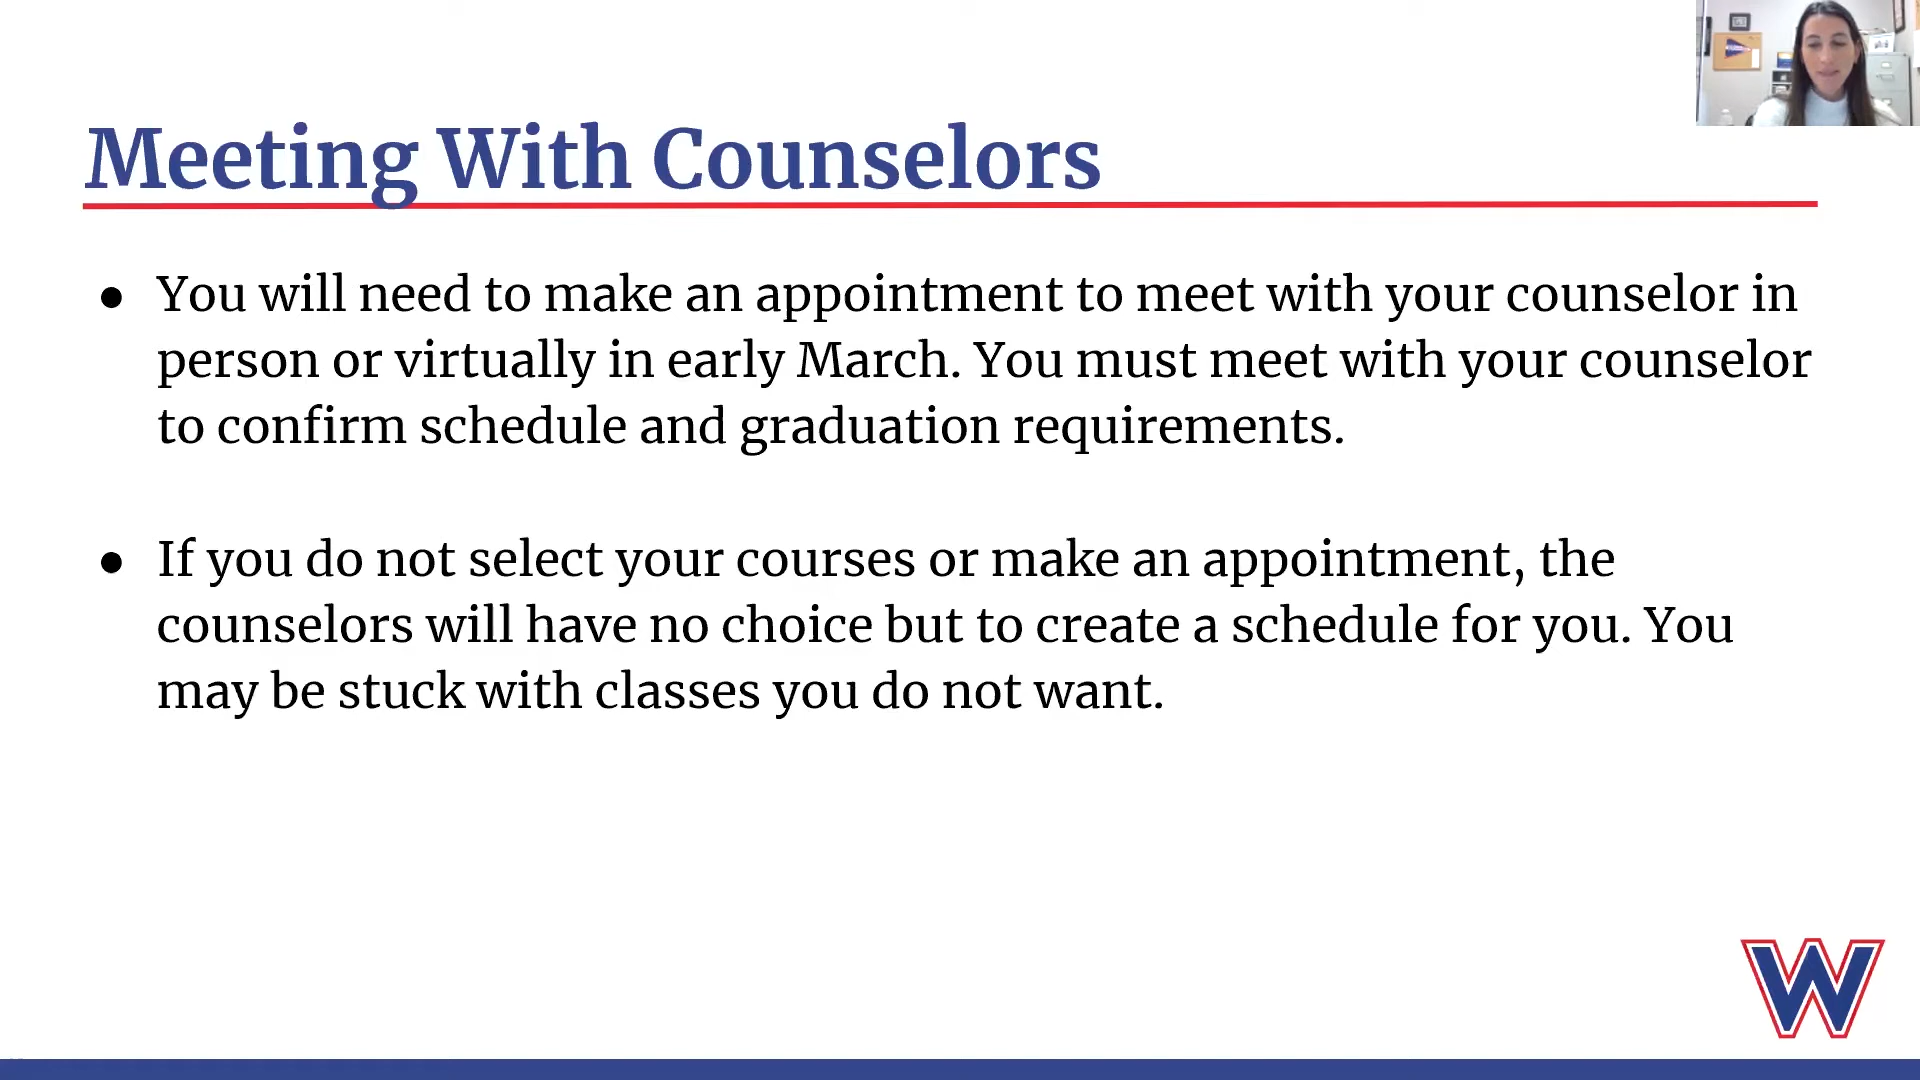 Meeting With Counselors
● You will need to make an appointment to meet with your counselor in
person or virtually in early March. You must meet with your counselor
to confirm schedule and graduation requirements.
● If you do not select your courses or make an appointment, the
counselors will have no choice but to create a schedule for you. You
may be stuck with classes you do not want.
W